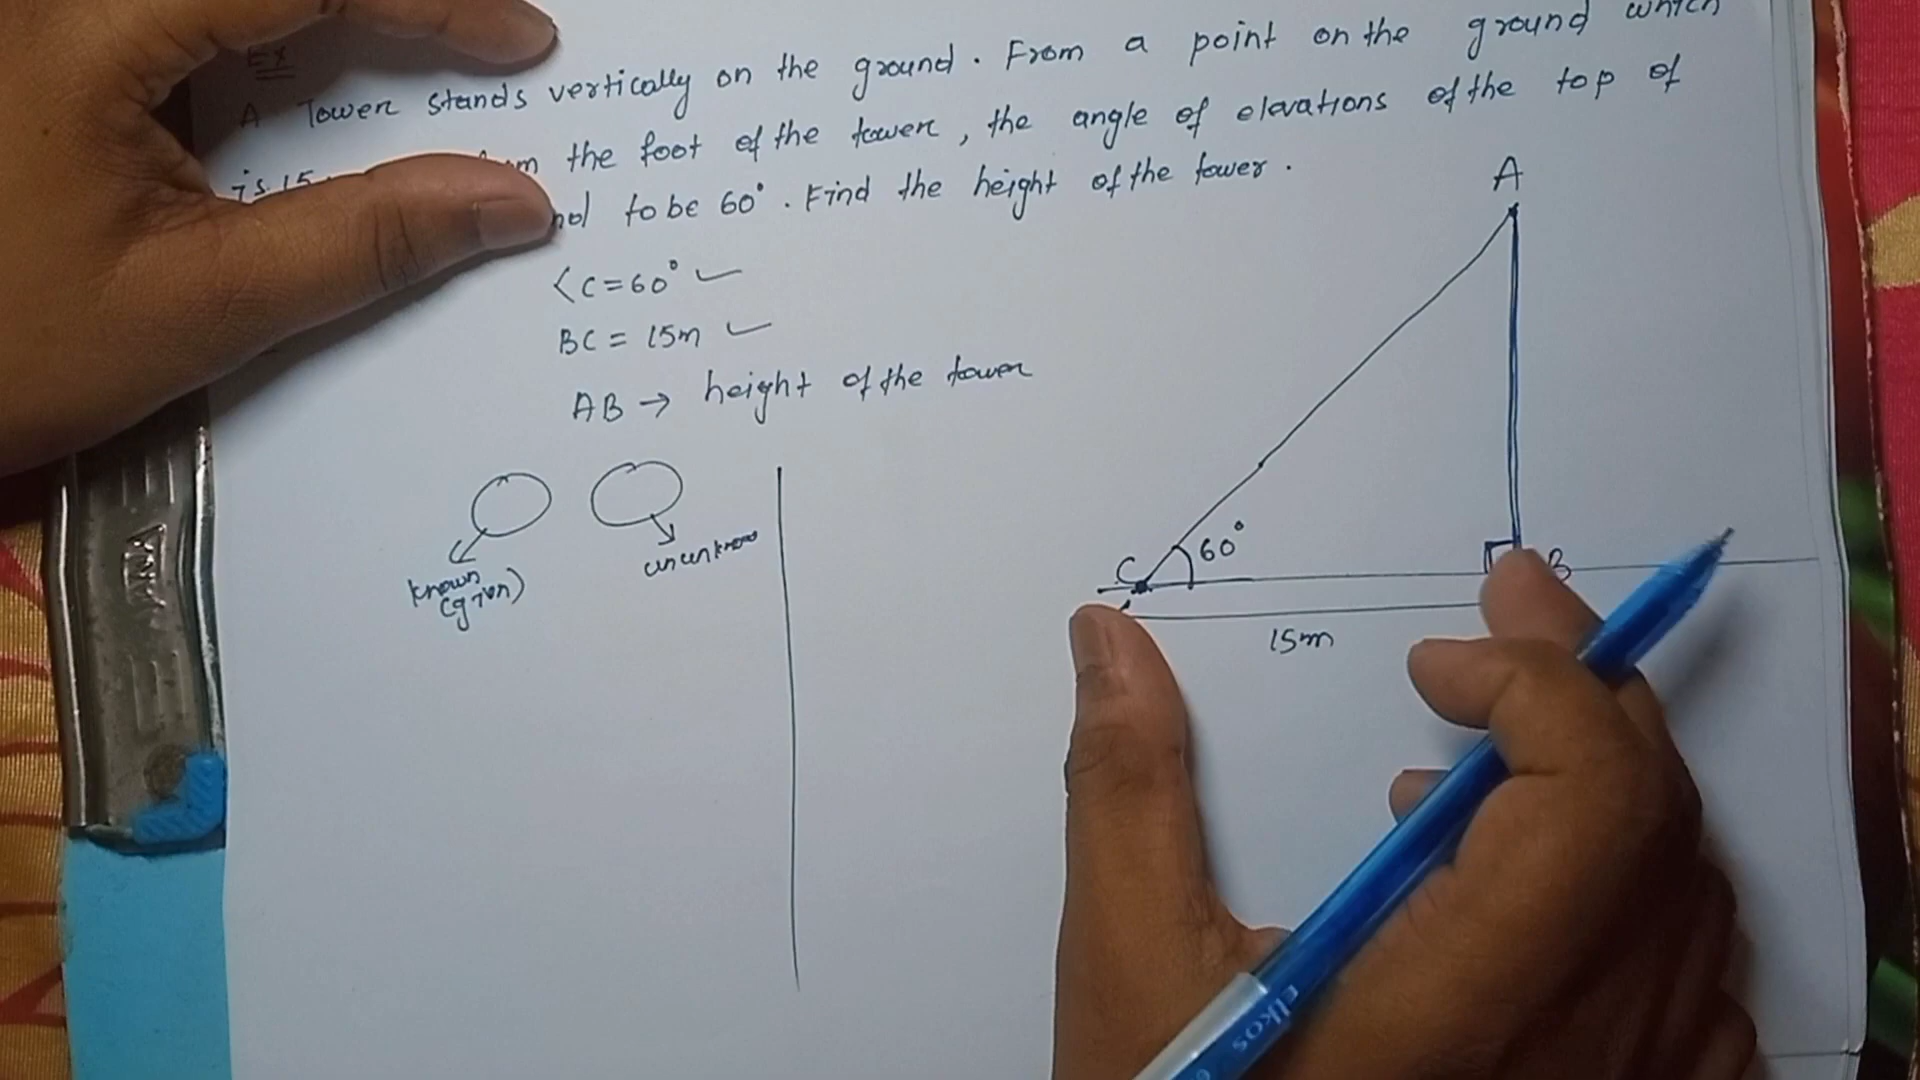 Ex
A Tower stands vertically on the ground. From a point on the ground which
is 15 the foot of the tower, the angle of elevations of the top of
to be 60°. Find the height of the tower.
<C=60°
BC = 15m
AB → height of the tower
known
(given)
A
C
60°
B
15m
elkos